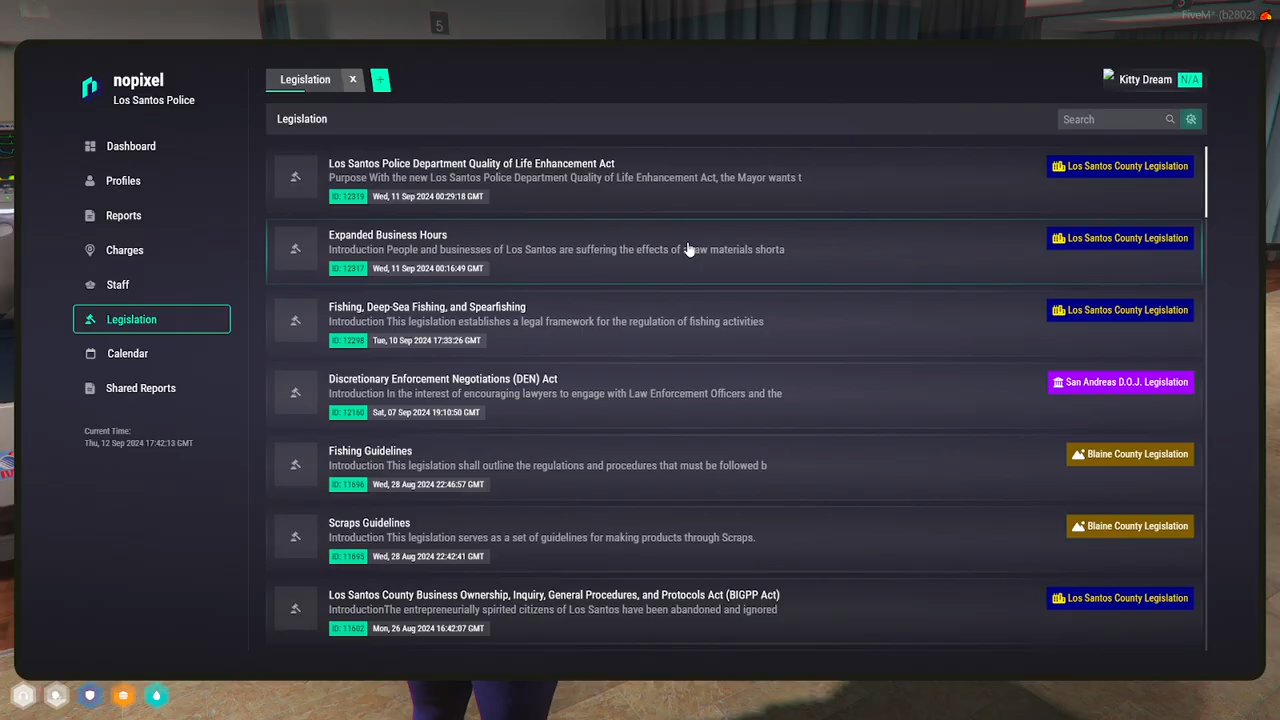 5
FiveM* (b2802)
nopixel
Los Santos Police
Dashboard
Profiles
Reports
Charges
Staff
Legislation
Calendar
Shared Reports
Current Time:
Thu, 12 Sep 2024 17:42:13 GMT
Legislation x +
Kitty Dream N/A
Legislation
Search
Los Santos Police Department Quality of Life Enhancement Act
Purpose With the new Los Santos Police Department Quality of Life Enhancement Act, the Mayor wants t
ID: 12319 Wed, 11 Sep 2024 00:29:18 GMT
Los Santos County Legislation
Expanded Business Hours
Introduction People and businesses of Los Santos are suffering the effects of materials shorta
ID: 12317 Wed, 11 Sep 2024 00:16:49 GMT
Los Santos County Legislation
Fishing, Deep-Sea Fishing, and Spearfishing
Introduction This legislation establishes a legal framework for the regulation of fishing activities
ID: 12298 Tue, 10 Sep 2024 17:33:26 GMT
Los Santos County Legislation
Discretionary Enforcement Negotiations (DEN) Act
Introduction In the interest of encouraging lawyers to engage with Law Enforcement Officers and the
ID: 12160 Sat, 07 Sep 2024 19:10:50 GMT
San Andreas D.O.J. Legislation
Fishing Guidelines
Introduction This legislation shall outline the regulations and procedures that must be followed b
ID: 11696 Wed, 28 Aug 2024 22:46:57 GMT
Blaine County Legislation
Scraps Guidelines
Introduction This legislation serves as a set of guidelines for making products through Scraps.
ID: 11695 Wed, 28 Aug 2024 22:42:41 GMT
Blaine County Legislation
Los Santos County Business Ownership, Inquiry, General Procedures, and Protocols Act (BIGPP Act)
IntroductionThe entrepreneurially spirited citizens of Los Santos have been abandoned and ignored
ID: 11602 Mon, 26 Aug 2024 16:42:07 GMT
Los Santos County Legislation